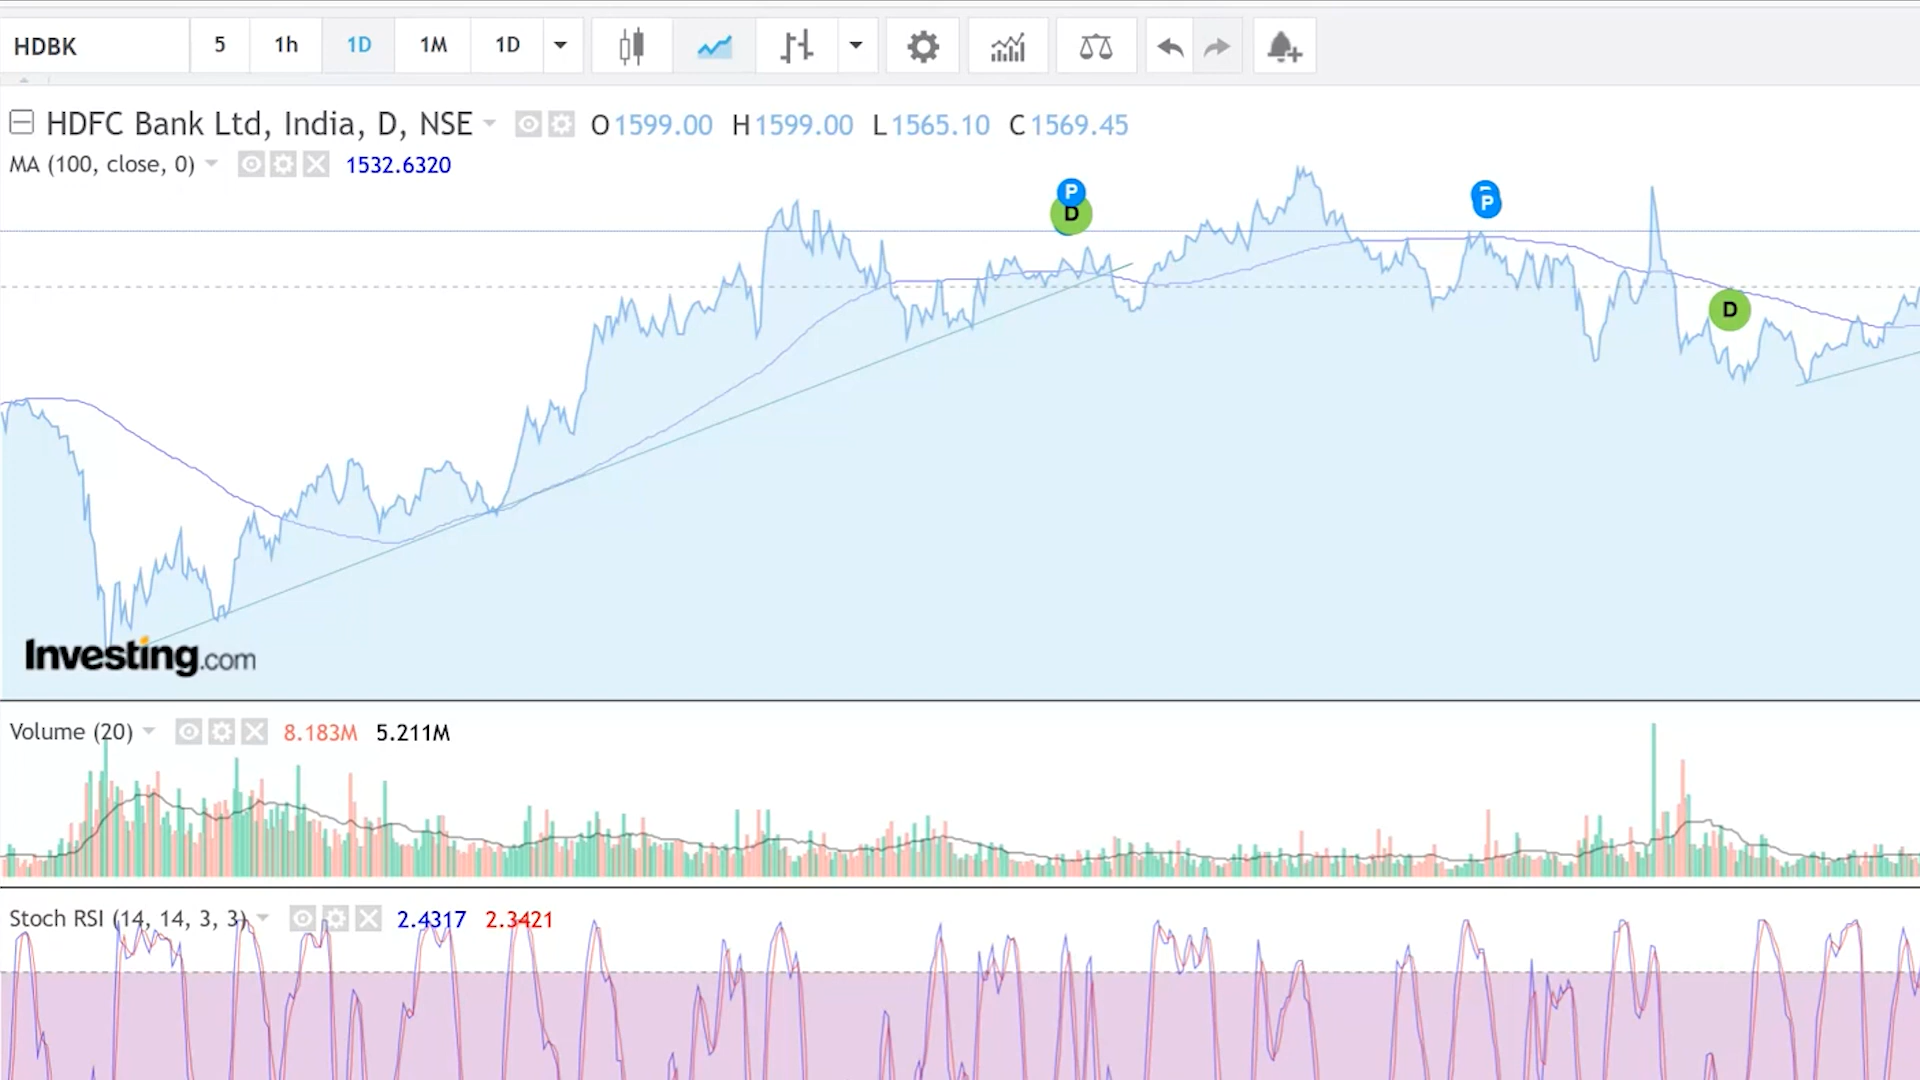 HDBK 5 1h 1D 1M 1D
HDFC Bank Ltd, India, D, NSE O1599.00 H1599.00 L1565.10 C1569.45
MA (100, close, 0) 1532.6320
P
D
P
D
Investing.com
Volume (20) 8.183M 5.211M
Stoch RSI (14, 14, 3, 3) 2.4317 2.3421